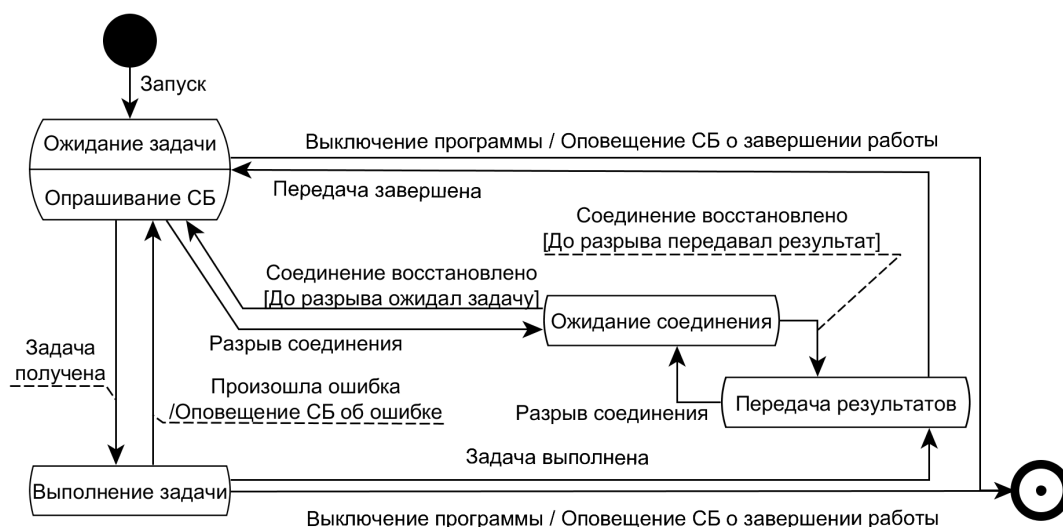 Запуск
Ожидание задачи
Опрашивание СБ
Выключение программы / Оповещение СБ о завершении работы
Передача завершена
Соединение восстановлено
[До разрыва передавал результат]
Соединение восстановлено
[До разрыва ожидал задачу]
Ожидание соединения
Разрыв соединения
Задача
получена
Произошла ошибка
/Оповещение СБ об ошибке
Разрыв соединения
Передача результатов
Задача выполнена
Выполнение задачи
Выключение программы / Оповещение СБ о завершении работы